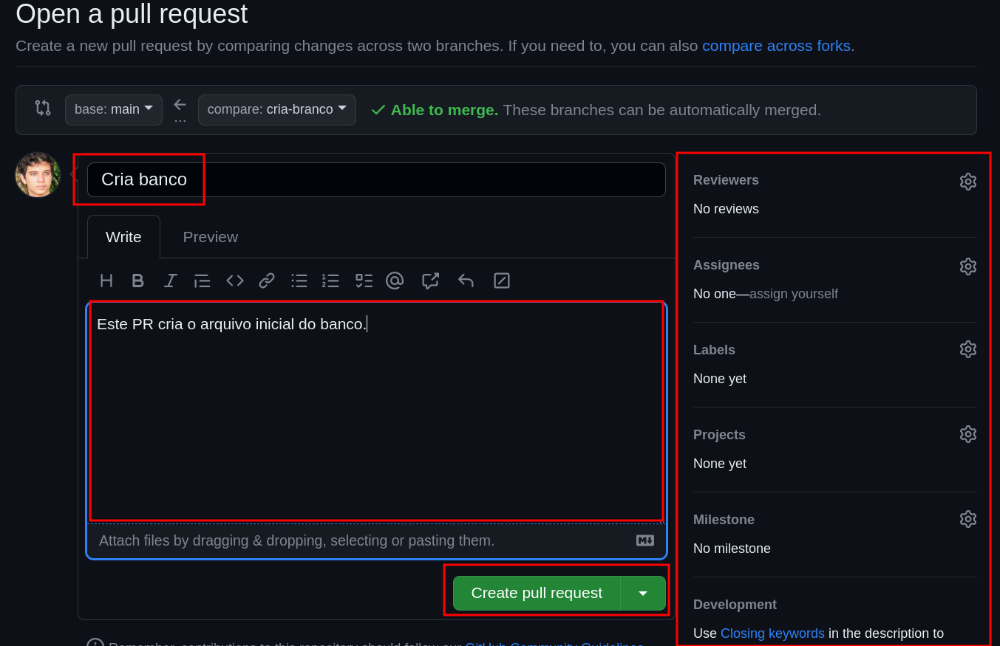 Open a pull request
Create a new pull request by comparing changes across two branches. If you need to, you can also compare across forks.
base: main
...
compare: cria-branco
Able to merge. These branches can be automatically merged.
Cria banco
Write
Preview
Este PR cria o arquivo inicial do banco.
Attach files by dragging & dropping, selecting or pasting them.
Create pull request
Reviewers
No reviews
Assignees
No one—assign yourself
Labels
None yet
Projects
None yet
Milestone
No milestone
Development
Use Closing keywords in the description to
Remember, contributions to this repository should follow our GitHub Community Guidelines.